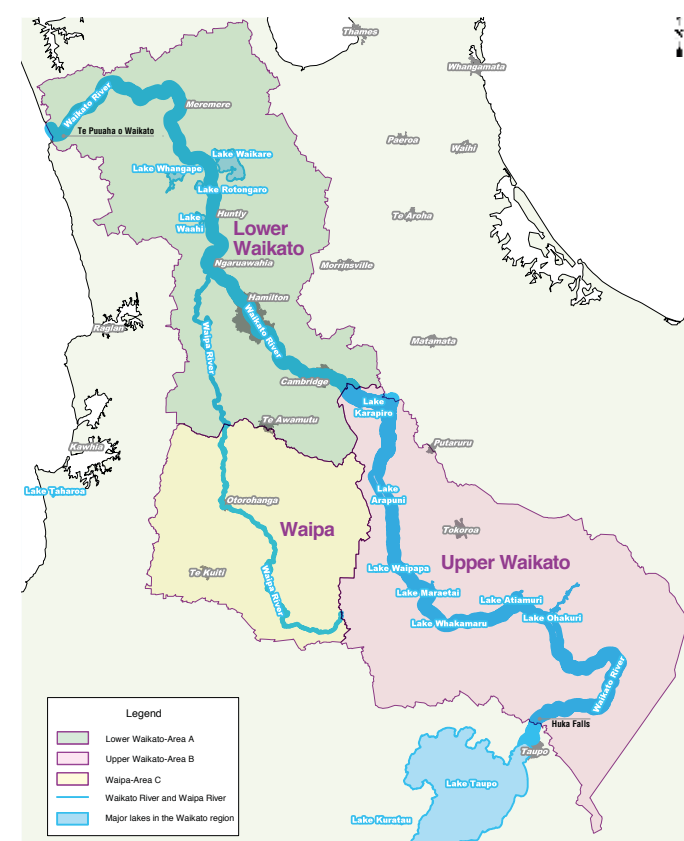 Thames
N
Whangamata
Waikato River
Meremere
Te Puuaha o Waikato
Paeroa
Waihi
Lake Waikare
Lake Whangape
Lake Rotongaro
Lake
Waahi
Huntly
Te Aroha
Lower
Waikato
Ngaruawahia
Morrinsville
Hamilton
Waikato River
Raglan
Waipa River
Matamata
Cambridge
Lake
Karapiro
Te Awamutu
Putaruru
Kawhia
Lake Taharoa
Lake
Arapuni
Otorohanga
Waipa
Tokoroa
Upper Waikato
Lake Waipapa
Te Kuiti
Waipa River
Lake Maraetai
Lake Atiamuri
Lake Whakamaru
Lake Ohakuri
Waikato River
Huka Falls
Taupo
Lake Taupo
Lake Kuratau
Legend
Lower Waikato-Area A
Upper Waikato-Area B
Waipa-Area C
Waikato River and Waipa River
Major lakes in the Waikato region